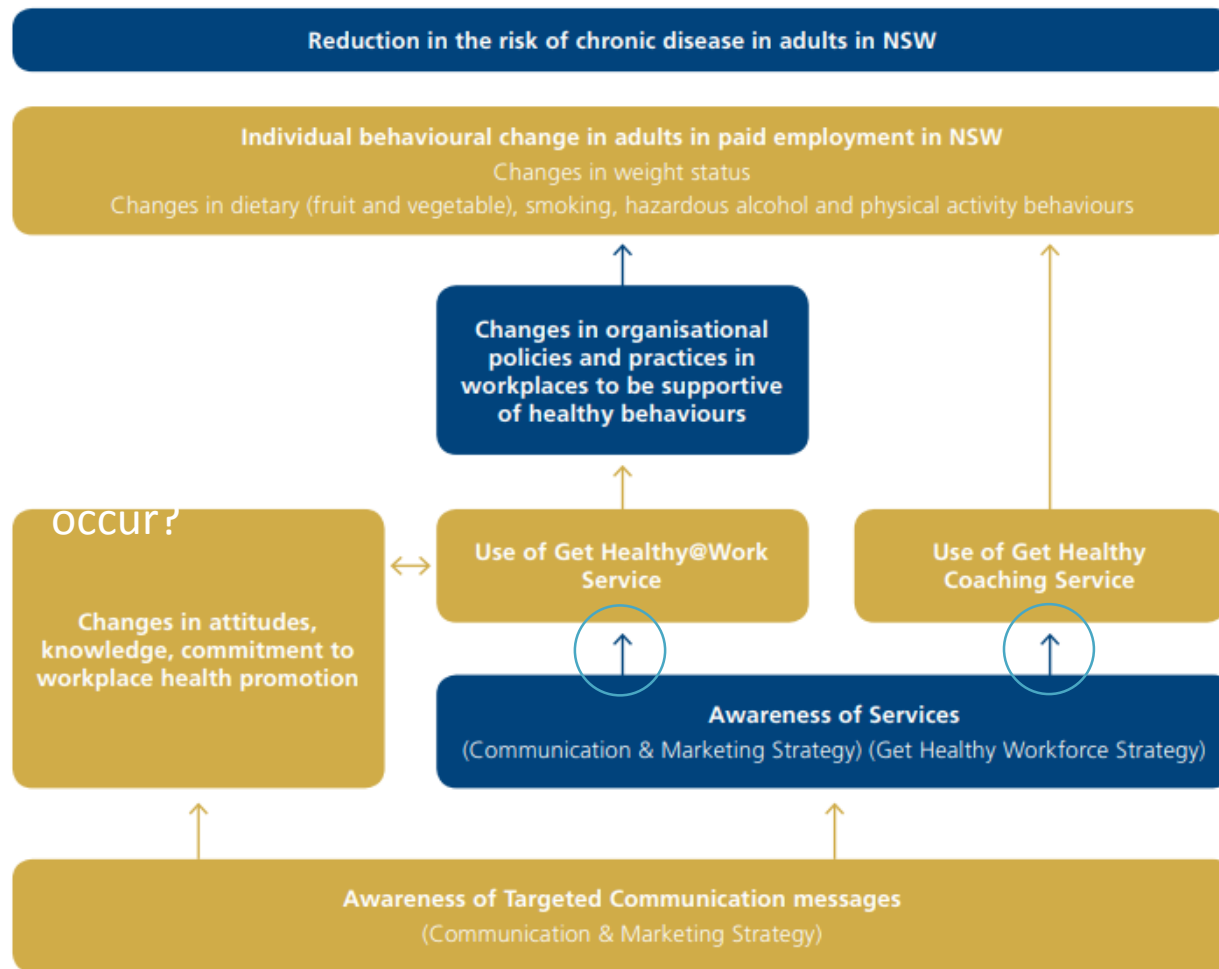 Reduction in the risk of chronic disease in adults in NSW
Individual behavioural change in adults in paid employment in NSW
Changes in weight status
Changes in dietary (fruit and vegetable), smoking, hazardous alcohol and physical activity behaviours
Changes in organisational
policies and practices in
workplaces to be supportive
of healthy behaviours
occur?
Changes in attitudes,
knowledge, commitment to
workplace health promotion
Use of Get Healthy@Work
Service
Use of Get Healthy
Coaching Service
Awareness of Services
(Communication & Marketing Strategy) (Get Healthy Workforce Strategy)
Awareness of Targeted Communication messages
(Communication & Marketing Strategy)